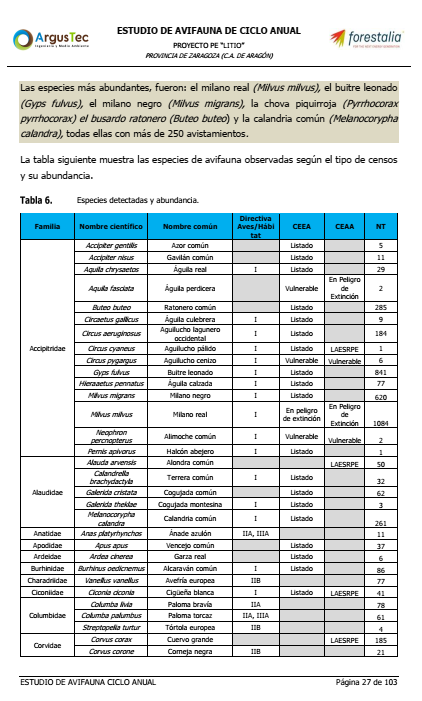 ArgusTec
Ingeniería y Medio Ambiente
ESTUDIO DE AVIFAUNA DE CICLO ANUAL
PROYECTO PE "LITIO"
PROVINCIA DE ZARAGOZA (C.A. DE ARAGÓN)
forestalia
Las especies más abundantes, fueron: el milano real (Milvus milvus), el buitre leonado
(Gyps fulvus), el milano negro (Milvus migrans), la chova piquirroja (Pyrrhocorax
pyrrhocorax) el busardo ratonero (Buteo buteo) y la calandria común (Melanocorypha
calandra), todas ellas con más de 250 avistamientos.
La tabla siguiente muestra las especies de avifauna observadas según el tipo de censos
y su abundancia.
Tabla 6. Especies detectadas y abundancia.
Familia Nombre científico Nombre común Directiva Aves/Hábi tat CEEA CEAA NT
Accipitridae
Accipiter gentilis Azor común Listado 5
Accipiter nisus Gavilán común Listado 11
Aquila chrysaetos Águila real I Listado 29
Aquila fasciata Águila perdicera Vulnerable En Peligro de Extinción 2
Buteo buteo Ratonero común Listado 285
Circaetus gallicus Águila culebrera I Listado 9
Circus aeruginosus Aguilucho lagunero occidental I Listado 184
Circus cyaneus Aguilucho pálido I Listado LAESRPE 1
Circus pygargus Aguilucho cenizo I Vulnerable Vulnerable 6
Gyps fulvus Buitre leonado I Listado 841
Hieraaetus pennatus Águila calzada I Listado 77
Milvus migrans Milano negro I Listado 620
Milvus milvus Milano real I En peligro de extinción En Peligro de Extinción 1084
Neophron percnopterus Alimoche común I Vulnerable Vulnerable 2
Pernis apivorus Halcón abejero I Listado 1
Alaudidae
Alauda arvensis Alondra común LAESRPE 50
Calandrella brachydactyla Terrera común I Listado 32
Galerida cristata Cogujada común Listado 62
Galerida theklae Cogujada montesina I Listado 3
Melanocorypha calandra Calandria común I Listado 261
Anatidae Anas platyrhynchos Ánade azulón IIA, IIIA 11
Apodidae Apus apus Vencejo común Listado 37
Ardeidae Ardea cinerea Garza real Listado 6
Burhinidae Burhinus oedicnemus Alcaraván común I Listado 86
Charadriidae Vanellus vanellus Avefría europea IIB 77
Ciconiidae Ciconia ciconia Cigüeña blanca I Listado LAESRPE 41
Columbidae
Columba livia Paloma bravía IIA 78
Columba palumbus Paloma torcaz IIA, IIIA 61
Streptopelia turtur Tórtola europea IIB 4
Corvidae
Corvus corax Cuervo grande LAESRPE 185
Corvus corone Corneja negra IIB 21
ESTUDIO DE AVIFAUNA CICLO ANUAL Página 27 de 103